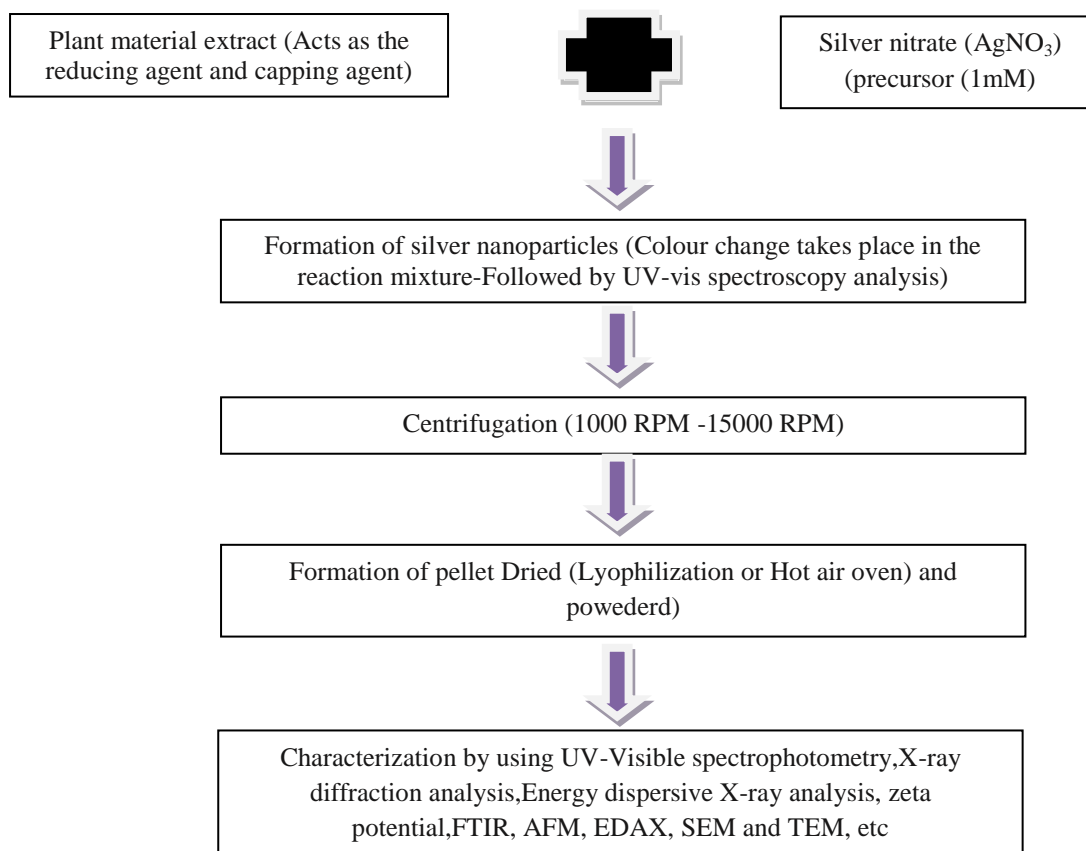 Plant material extract (Acts as the
reducing agent and capping agent)
Silver nitrate (AgNO₃)
(precursor (1mM)
Formation of silver nanoparticles (Colour change takes place in the
reaction mixture-Followed by UV-vis spectroscopy analysis)
Centrifugation (1000 RPM -15000 RPM)
Formation of pellet Dried (Lyophilization or Hot air oven) and
powederd)
Characterization by using UV-Visible spectrophotometry,X-ray
diffraction analysis,Energy dispersive X-ray analysis, zeta
potential,FTIR, AFM, EDAX, SEM and TEM, etc